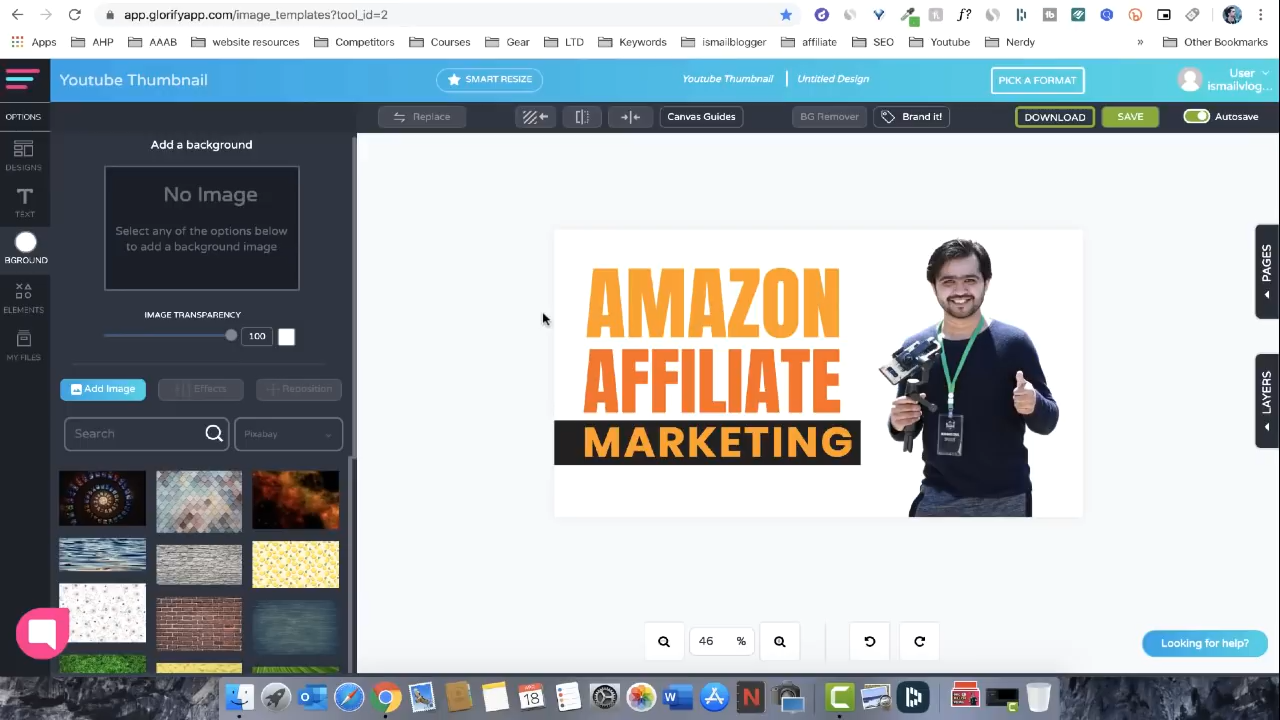 app.glorifyapp.com/image_templates?tool_id=2
Apps AHP AAAB website resources Competitors Courses Gear LTD Keywords ismailblogger affiliate SEO Youtube Nerdy » Other Bookmarks
Youtube Thumbnail
SMART RESIZE
Youtube Thumbnail
Untitled Design
PICK A FORMAT
User
ismailvlog...
OPTIONS
Replace
Canvas Guides
BG Remover
Brand it!
DOWNLOAD
SAVE
Autosave
DESIGNS
TEXT
BGROUND
ELEMENTS
MY FILES
Add a background
No Image
Select any of the options below
to add a background image
IMAGE TRANSPARENCY
100
Add Image
Effects
Reposition
Search
Pixabay
AMAZON
AFFILIATE
MARKETING
PAGES
LAYERS
46 %
Looking for help?
NOV
18